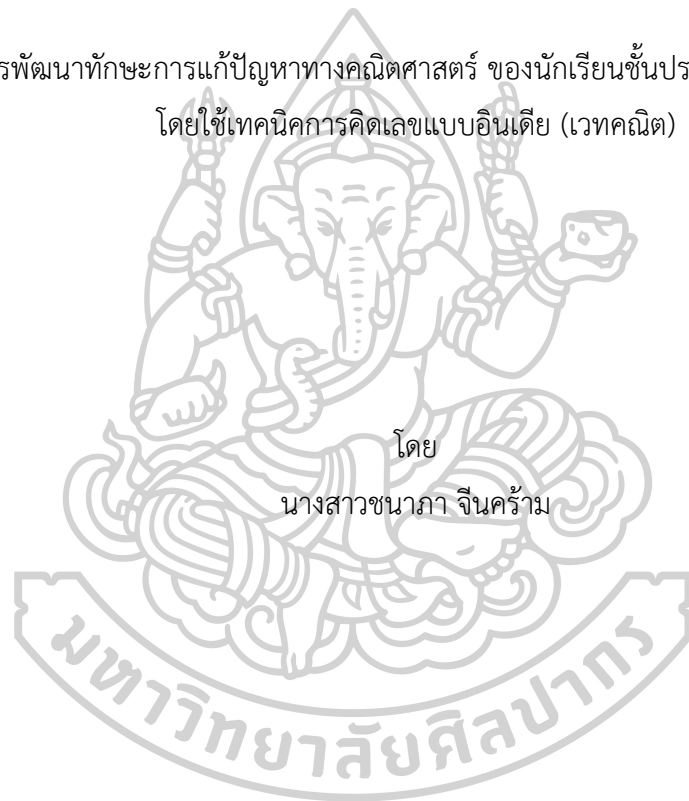 รพัฒนาทักษะการแก้ปัญหาทางคณิตศาสตร์ ของนักเรียนชั้นประ
โดยใช้เทคนิคการคิดเลขแบบอินเดีย (เวทคณิต)
โดย
นางสาวชนาภา จีนคร้าม
มหาวิทยาลัยศิลปากร